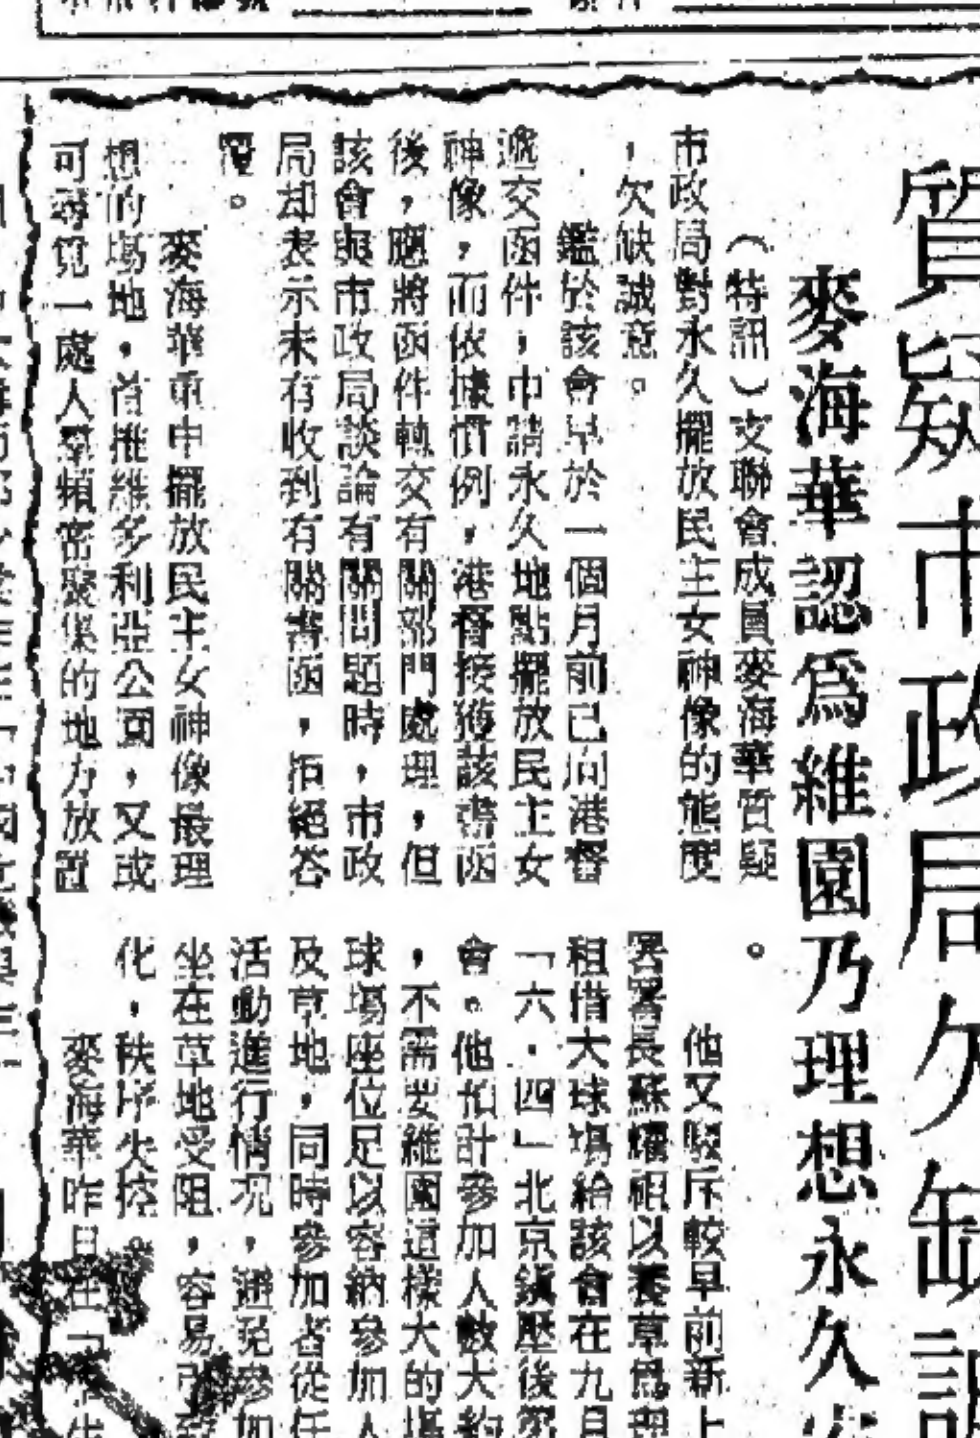 質疑市政局欠缺誠
麥海華認爲維園乃理想永久
（特訊）支聯會成員麥海華質疑
市政局對永久擺放民主女神像的態度
，欠缺誠意。
鑑於該會早於一個月前已向港督
遞交函件，申請永久地點擺放民主女
神像，而依據慣例，港督接獲該書函
後，應將函件轉交有關部門處理，但
該會與市政局談論有關問題時，市政
局却表示未有收到有關書函，拒絕答
覆。
麥海華重申擺放民主女神像最理
想的場地，首推維多利亞公園，又或
可尋覓一處人羣頻密聚集的地方放置
。
他又駁斥較早前新上
署署長蘇耀祖以養草爲理
租借大球場給該會在九月
「六．四」北京鎮壓後
會。他估計參加人數大約
，不需要維園這樣大的場
球場座位足以容納參加人
及草地，同時參加者從
活動進行情况，避免參加
坐在草地受阻，容易
化，秩序失控。
麥海華昨日在「